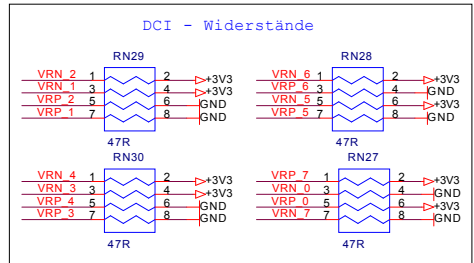 DCI - Widerstände
RN29
VRN_2 1 2 +3V3
VRN_1 3 4 +3V3
VRP_2 5 6 GND
VRP_1 7 8 GND
47R
RN28
VRN_6 1 2 +3V3
VRP_6 3 4 GND
VRN_5 5 6 +3V3
VRP_5 7 8 GND
47R
RN30
VRN_4 1 2 +3V3
VRN_3 3 4 +3V3
VRP_4 5 6 GND
VRP_3 7 8 GND
47R
RN27
VRP_7 1 2 +3V3
VRN_0 3 4 GND
VRP_0 5 6 +3V3
VRN_7 7 8 GND
47R